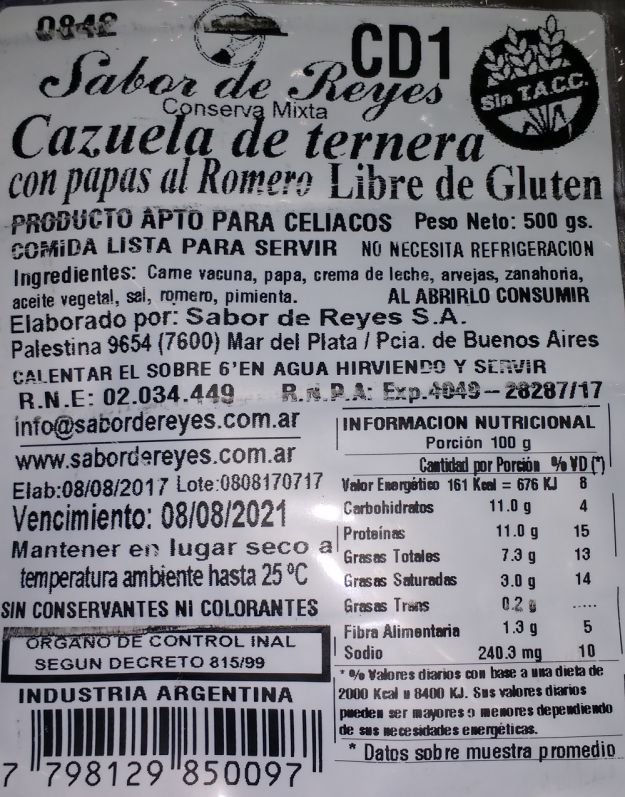 0842
CD1
Sabor de Reyes
Sin T.A.C.C.
Conserva Mixta
Cazuela de ternera
con papas al Romero Libre de Gluten
PRODUCTO APTO PARA CELIACOS Peso Neto: 500 gs.
COMIDA LISTA PARA SERVIR NO NECESITA REFRIGERACION
Ingredientes: Carne vacuna, papa, crema de leche, arvejas, zanahoria,
aceite vegetal, sal, romero, pimienta. AL ABRIRLO CONSUMIR
Elaborado por: Sabor de Reyes S.A.
Palestina 9654 (7600) Mar del Plata / Pcia. de Buenos Aires
CALENTAR EL SOBRE 6'EN AGUA HIRVIENDO Y SERVIR
R.N.E: 02.034.449 R.N.P.A: Exp.4049-28287/17
info@sabordereyes.com.ar
www.sabordereyes.com.ar
Elab:08/08/2017 Lote:0808170717
Vencimiento: 08/08/2021
Mantener en lugar seco a
temperatura ambiente hasta 25 ºC
SIN CONSERVANTES NI COLORANTES
ORGANO DE CONTROL INAL
SEGUN DECRETO 815/99
INDUSTRIA ARGENTINA
7 798129 850097
INFORMACION NUTRICIONAL
Porción 100 g
Cantidad por Porción % VD (*)
Valor Energético 161 Kcal = 676 KJ 8
Carbohidratos 11.0 g 4
Proteínas 11.0 g 15
Grasas Totales 7.3 g 13
Grasas Saturadas 3.0 g 14
Grasas Trans 0.2 g .....
Fibra Alimentaria 1.3 g 5
Sodio 240.3 mg 10
* % Valores diarios con base a una dieta de
2000 Kcal u 8400 KJ. Sus valores diarios
pueden ser mayores o menores dependiendo
de sus necesidades energéticas.
* Datos sobre muestra promedio